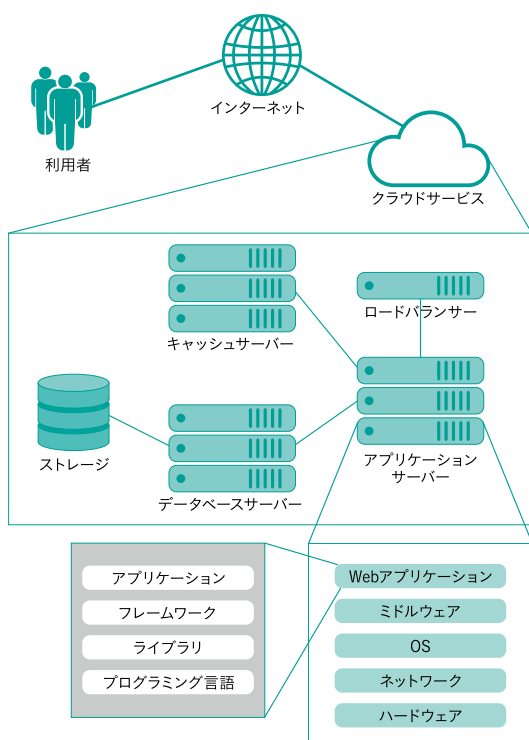 インターネット
利用者
クラウドサービス
キャッシュサーバー
ロードバランサー
ストレージ
データベースサーバー
アプリケーション
サーバー
アプリケーション
フレームワーク
ライブラリ
プログラミング言語
Webアプリケーション
ミドルウェア
OS
ネットワーク
ハードウェア